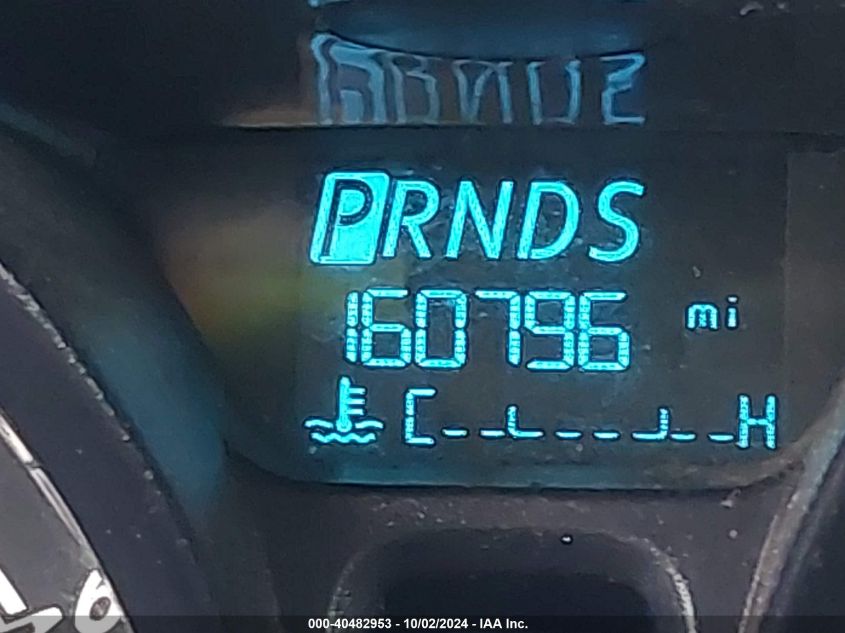 PRNDS
160796 mi
C H
000-40482953 - 10/02/2024 - IAA Inc.